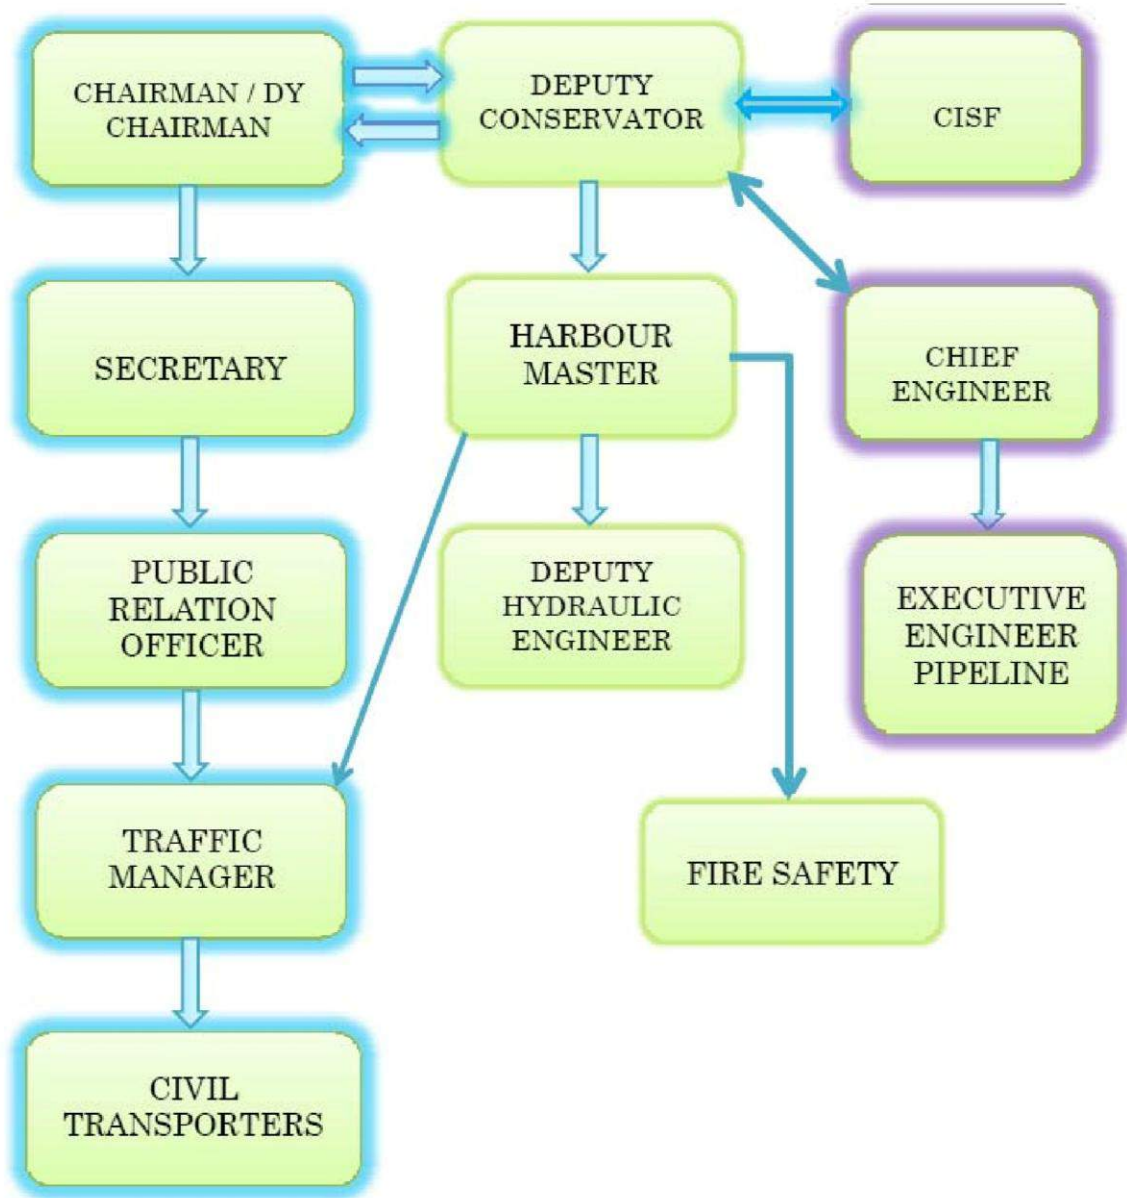 CHAIRMAN / DY
CHAIRMAN
DEPUTY
CONSERVATOR
CISF
SECRETARY
HARBOUR
MASTER
CHIEF
ENGINEER
PUBLIC
RELATION
OFFICER
DEPUTY
HYDRAULIC
ENGINEER
EXECUTIVE
ENGINEER
PIPELINE
TRAFFIC
MANAGER
FIRE SAFETY
CIVIL
TRANSPORTERS